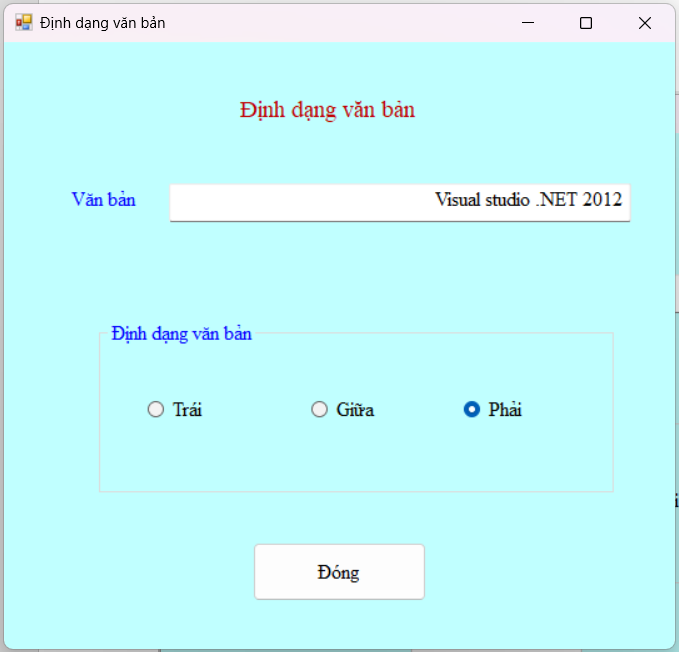 Định dạng văn bản
Định dạng văn bản
Văn bản
Visual studio .NET 2012
Định dạng văn bản
Trái
Giữa
Phải
Đóng